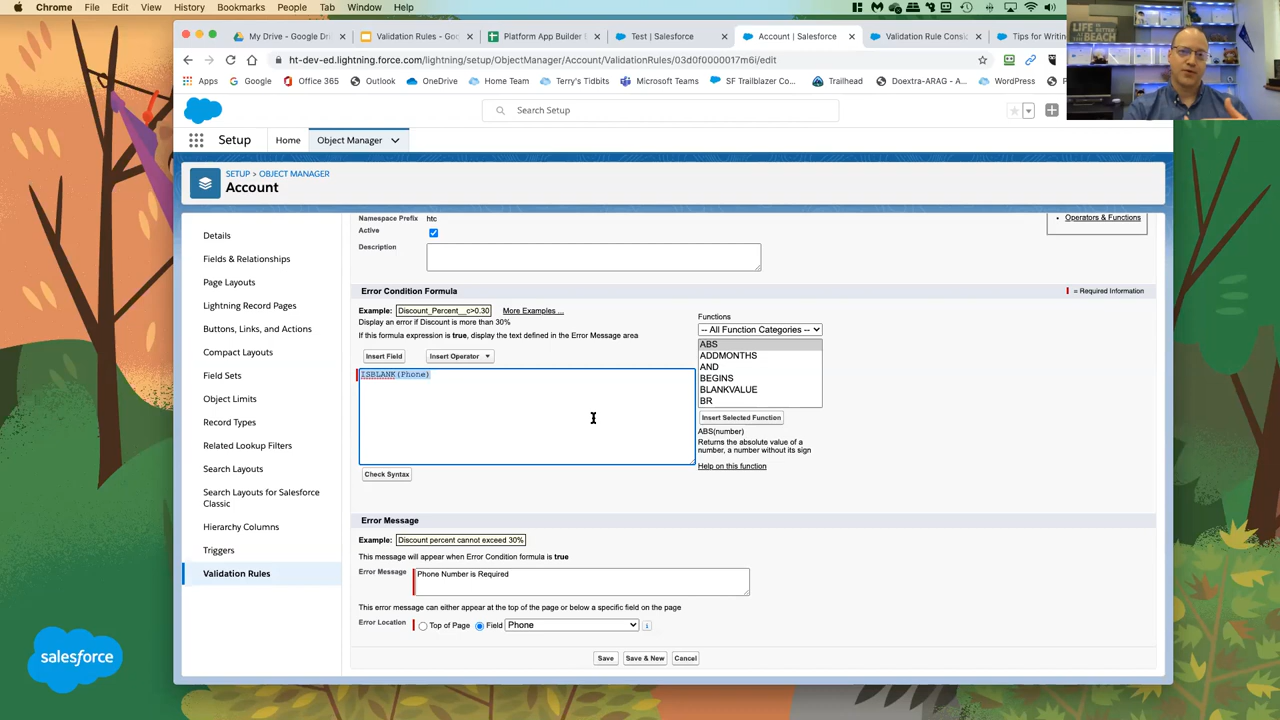 Chrome File Edit View History Bookmarks People Tab Window Help
My Drive - Google Dri
Validation Rules - Goo
Platform App Builder
Test | Salesforce
Account | Salesforce
Validation Rule Consi
Tips for Writin
ht-dev-ed.lightning.force.com/lightning/setup/ObjectManager/Account/ValidationRules/03d0f0000017m6i/edit
Apps Google Office 365 Outlook OneDrive Home Team Terry's Tidbits Microsoft Teams SF Trailblazer Co... Trailhead Doextra-ARAG - A... WordPress
LIFE IS
BEACH
salesforce
Search Setup
Setup Home Object Manager
SETUP > OBJECT MANAGER
Account
Details
Fields & Relationships
Page Layouts
Lightning Record Pages
Buttons, Links, and Actions
Compact Layouts
Field Sets
Object Limits
Record Types
Related Lookup Filters
Search Layouts
Search Layouts for Salesforce
Classic
Hierarchy Columns
Triggers
Validation Rules
Namespace Prefix htc
Active
Description
• Operators & Functions
Error Condition Formula
= Required Information
Example: Discount_Percent__c>0.30 More Examples ...
Display an error if Discount is more than 30%
If this formula expression is true, display the text defined in the Error Message area
Insert Field Insert Operator
ISBLANK(Phone)
Check Syntax
Functions
-- All Function Categories --
ABS
ADDMONTHS
AND
BEGINS
BLANKVALUE
BR
Insert Selected Function
ABS(number)
Returns the absolute value of a
number, a number without its sign
Help on this function
Error Message
Example: Discount percent cannot exceed 30%
This message will appear when Error Condition formula is true
Error Message Phone Number is Required
This error message can either appear at the top of the page or below a specific field on the page
Error Location Top of Page Field Phone
Save Save & New Cancel
salesforce